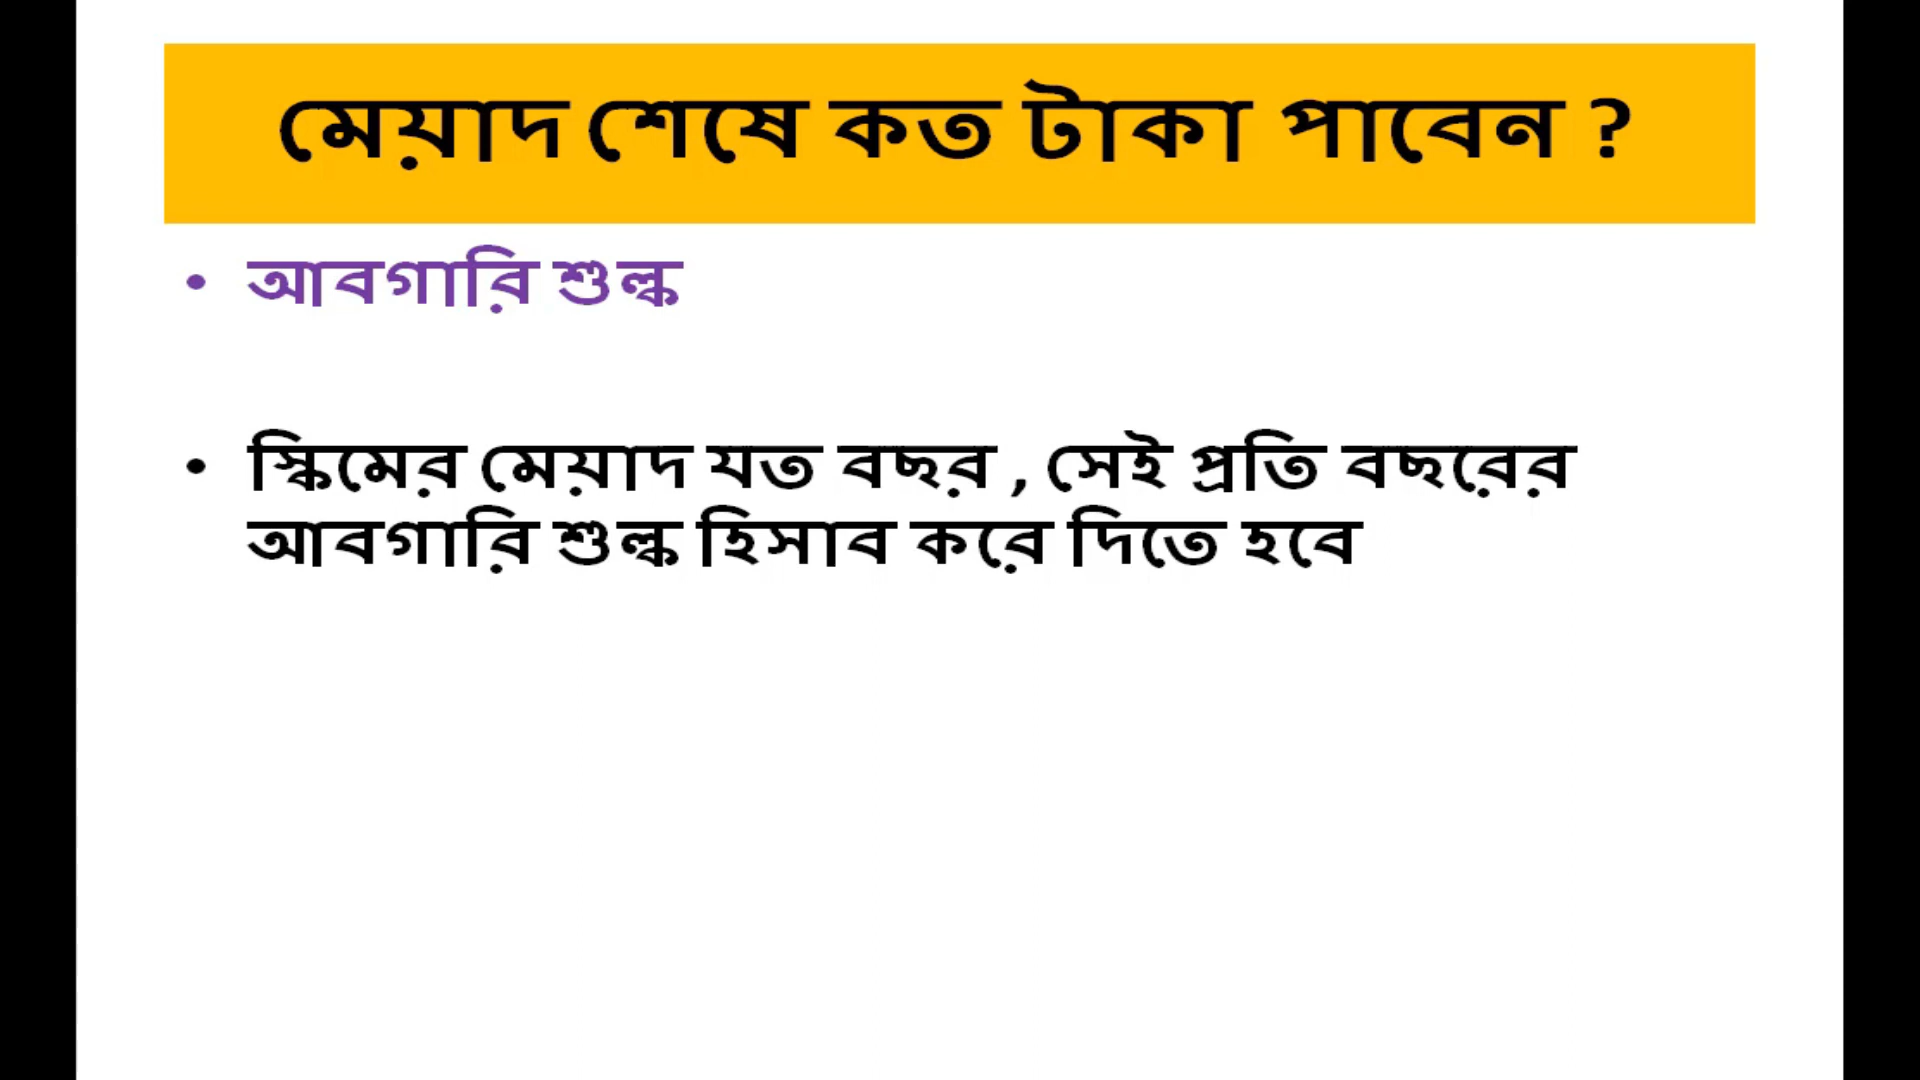 মেয়াদ শেষে কত টাকা পাবেন ?
• আবগারি শুল্ক
• স্কিমের মেয়াদ যত বছর , সেই প্রতি বছরের
আবগারি শুল্ক হিসাব করে দিতে হবে